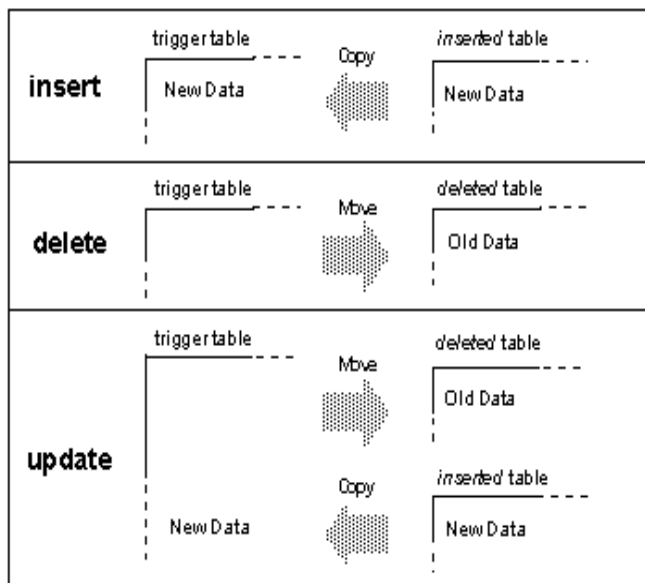 trigger table
Copy
inserted table
insert
New Data
New Data
trigger table
Move
deleted table
delete
Old Data
trigger table
Move
deleted table
Old Data
update
Copy
inserted table
New Data
New Data